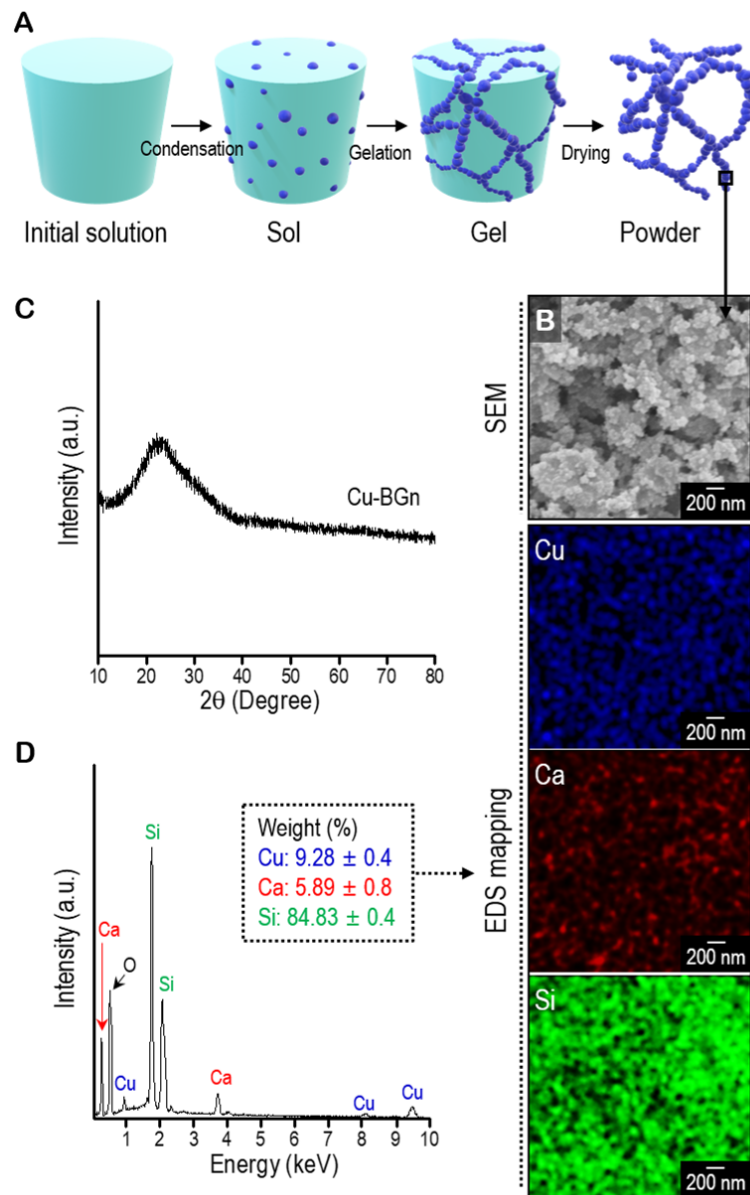 A
Condensation
Gelation
Drying
Initial solution
Sol
Gel
Powder
C
Intensity (a.u.)
Cu-BGn
10 20 30 40 50 60 70 80
2θ (Degree)
B
SEM
200 nm
Cu
200 nm
Ca
200 nm
Si
200 nm
EDS mapping
D
Intensity (a.u.)
Si
Ca
O
Si
Cu
Ca
Cu
Cu
Weight (%)
Cu: 9.28 ± 0.4
Ca: 5.89 ± 0.8
Si: 84.83 ± 0.4
1 2 3 4 5 6 7 8 9 10
Energy (keV)